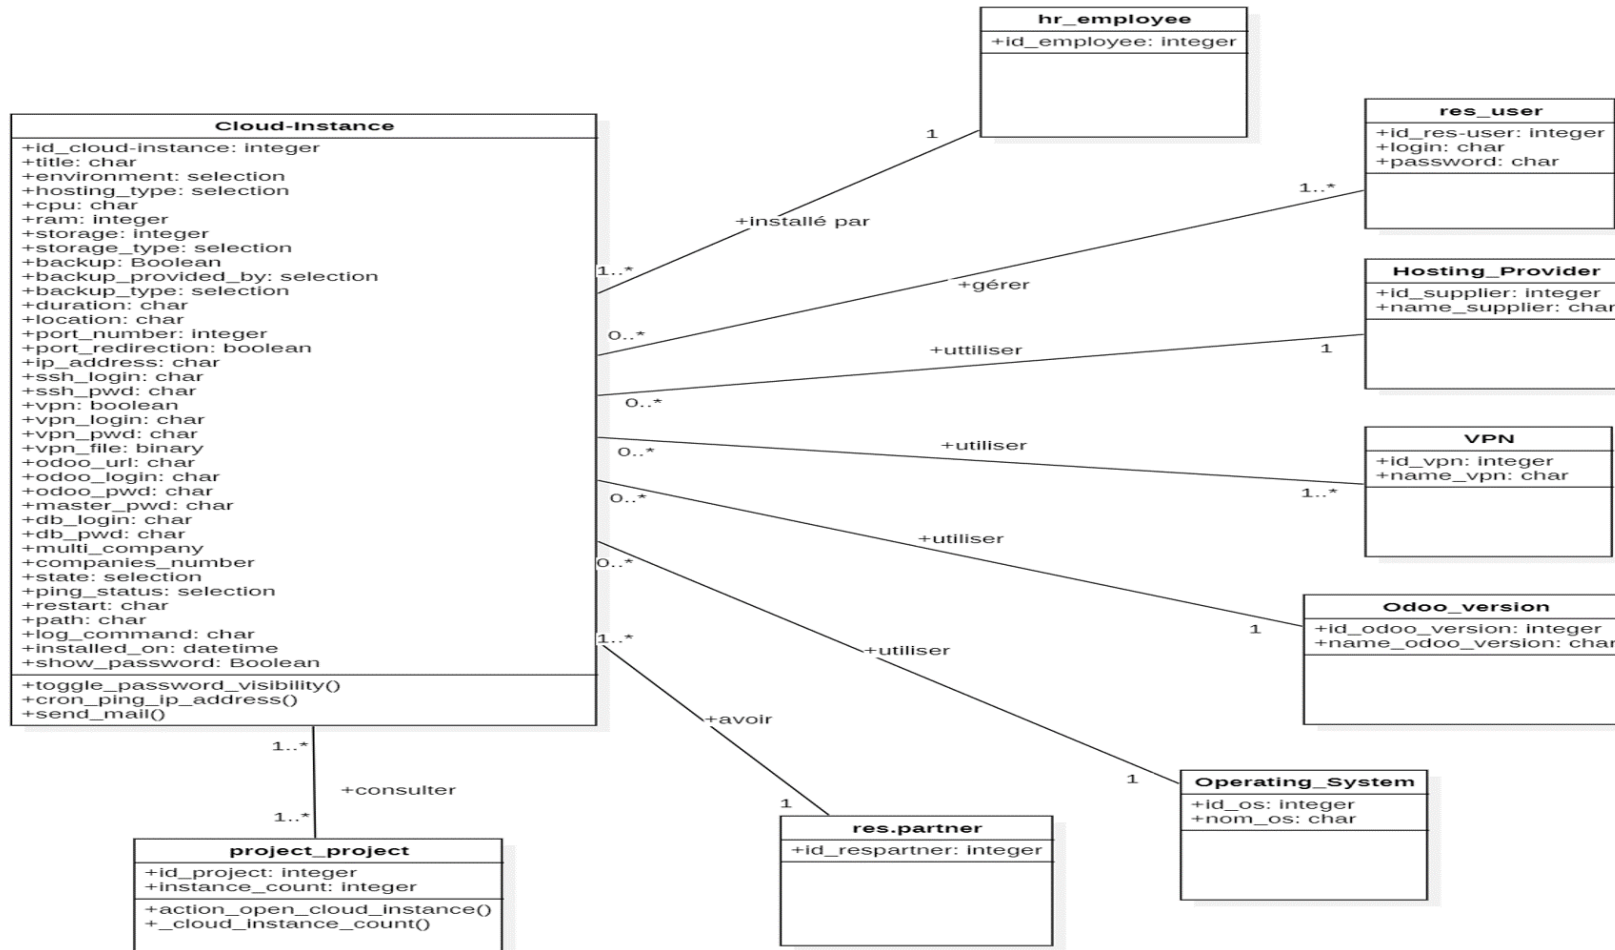 hr_employee
+id_employee: integer
res_user
+id_res-user: integer
+login: char
+password: char
Cloud-Instance
+id_cloud-instance: integer
+title: char
+environment: selection
+hosting_type: selection
+cpu: char
+ram: integer
+storage: integer
+storage_type: selection
+backup: Boolean
+backup_provided_by: selection
+backup_type: selection
+duration: char
+location: char
+port_number: integer
+port_redirection: boolean
+ip_address: char
+ssh_login: char
+ssh_pwd: char
+vpn: boolean
+vpn_login: char
+vpn_pwd: char
+vpn_file: binary
+odoo_url: char
+odoo_login: char
+odoo_pwd: char
+master_pwd: char
+db_login: char
+db_pwd: char
+multi_company
+companies_number
+state: selection
+ping_status: selection
+restart: char
+path: char
+log_command: char
+installed_on: datetime
+show_password: Boolean
+toggle_password_visibility()
+cron_ping_ip_address()
+send_mail()
1
+installé par
1..*
1..*
+gérer
0..*
Hosting_Provider
+id_supplier: integer
+name_supplier: char
+uttiliser
1
0..*
VPN
+id_vpn: integer
+name_vpn: char
+utiliser
0..*
1..*
0..*
+utiliser
1
Odoo_version
+id_odoo_version: integer
+name_odoo_version: char
0..*
+utiliser
1
Operating_System
+id_os: integer
+nom_os: char
1..*
+avoir
1
res.partner
+id_respartner: integer
1..*
+consulter
1..*
project_project
+id_project: integer
+instance_count: integer
+action_open_cloud_instance()
+_cloud_instance_count()